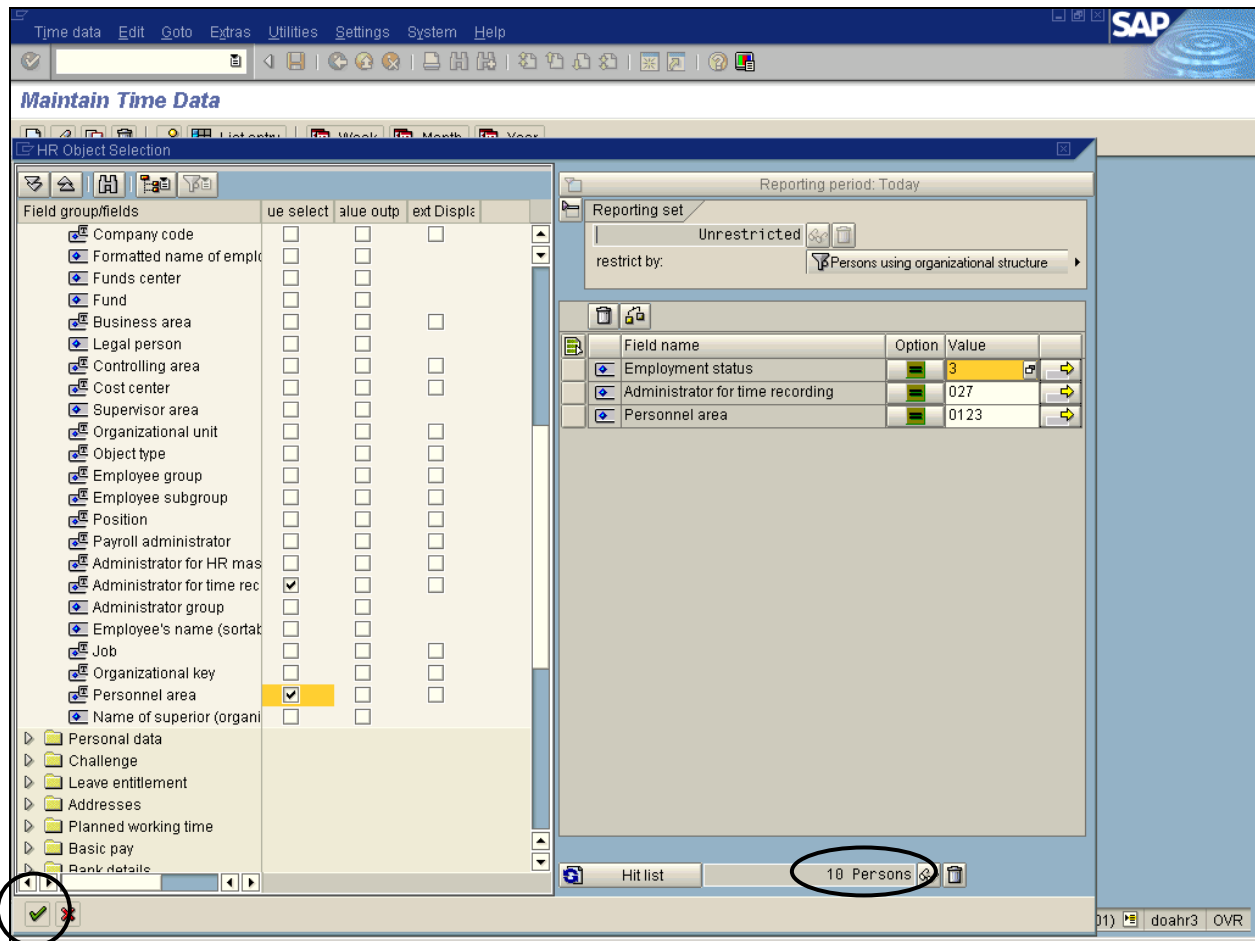 Time data Edit Goto Extras Utilities Settings System Help
SAP
Maintain Time Data
HR Object Selection
Field group/fields ue select alue outp ext Displa
Company code
Formatted name of emplo
Funds center
Fund
Business area
Legal person
Controlling area
Cost center
Supervisor area
Organizational unit
Object type
Employee group
Employee subgroup
Position
Payroll administrator
Administrator for HR mas
Administrator for time rec
Administrator group
Employee's name (sortab
Job
Organizational key
Personnel area
Name of superior (organi
Personal data
Challenge
Leave entitlement
Addresses
Planned working time
Basic pay
Bank details
Reporting period: Today
Reporting set
Unrestricted
restrict by: Persons using organizational structure
Field name Option Value
Employment status 3
Administrator for time recording 027
Personnel area 0123
Hit list 10 Persons
01) doahr3 OVR